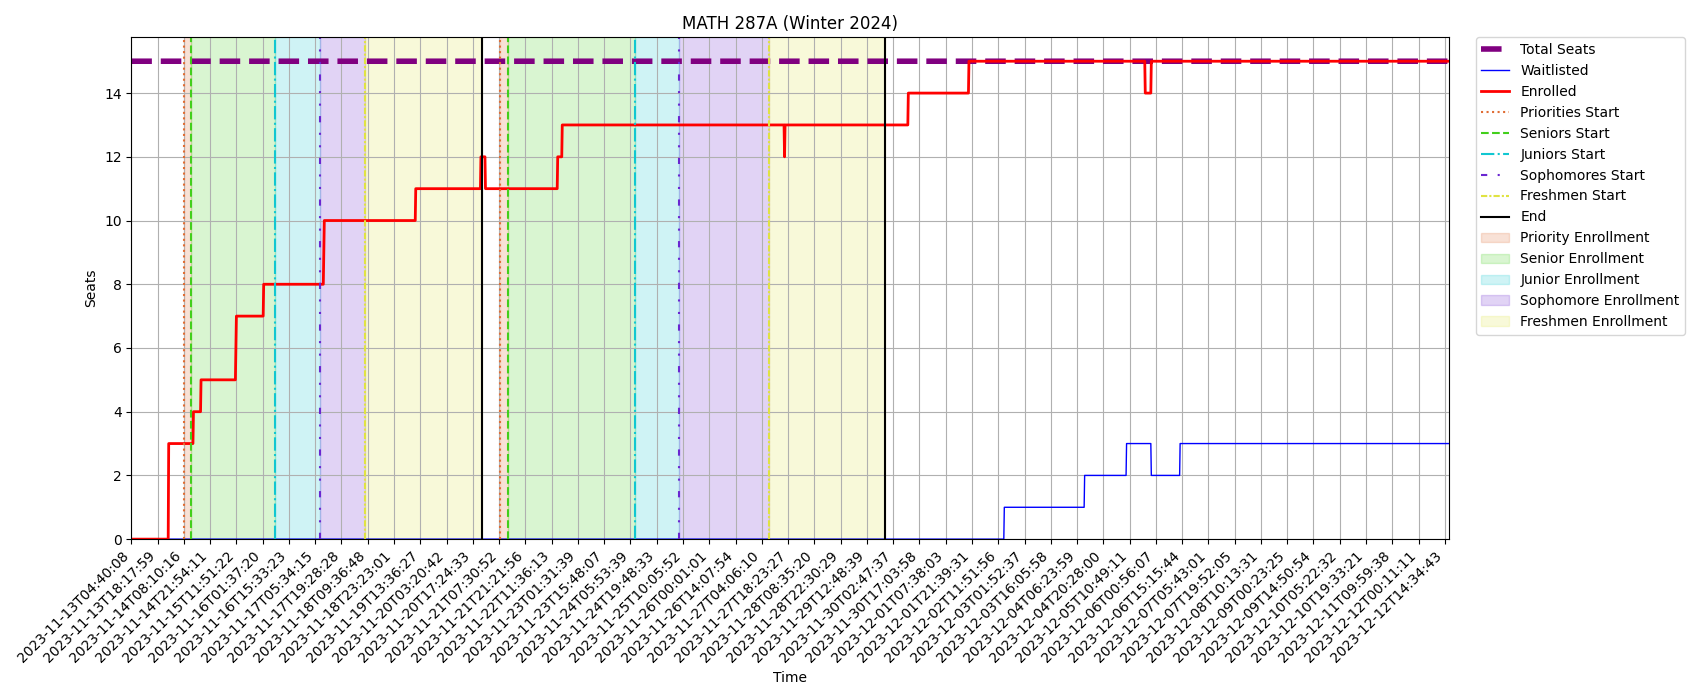 MATH 287A (Winter 2024)
Seats
14
12
10
8
6
4
2
0
2023-11-13T04:40:08
2023-11-13T18:17:59
2023-11-14T08:10:16
2023-11-14T21:54:11
2023-11-15T11:51:22
2023-11-16T01:37:20
2023-11-16T15:33:23
2023-11-17T05:34:15
2023-11-17T19:28:28
2023-11-18T09:36:48
2023-11-18T23:23:01
2023-11-19T13:36:27
2023-11-20T03:20:42
2023-11-20T17:24:33
2023-11-21T07:30:52
2023-11-21T21:21:56
2023-11-22T11:36:13
2023-11-23T01:31:39
2023-11-23T15:48:07
2023-11-24T05:53:39
2023-11-24T19:48:33
2023-11-25T10:05:52
2023-11-26T00:01:01
2023-11-26T14:07:54
2023-11-27T04:06:10
2023-11-27T18:23:27
2023-11-28T08:35:20
2023-11-28T22:30:29
2023-11-29T12:48:39
2023-11-30T02:47:37
2023-11-30T17:03:58
2023-12-01T07:38:03
2023-12-01T21:39:31
2023-12-02T11:51:56
2023-12-03T01:52:37
2023-12-03T16:05:58
2023-12-04T06:23:59
2023-12-04T20:28:00
2023-12-05T10:49:11
2023-12-06T00:56:07
2023-12-06T15:15:44
2023-12-07T05:43:01
2023-12-07T19:52:05
2023-12-08T10:13:31
2023-12-09T00:23:25
2023-12-09T14:50:54
2023-12-10T05:22:32
2023-12-10T19:33:21
2023-12-11T09:59:38
2023-12-12T00:11:11
2023-12-12T14:34:43
Time
Total Seats
Waitlisted
Enrolled
Priorities Start
Seniors Start
Juniors Start
Sophomores Start
Freshmen Start
End
Priority Enrollment
Senior Enrollment
Junior Enrollment
Sophomore Enrollment
Freshmen Enrollment